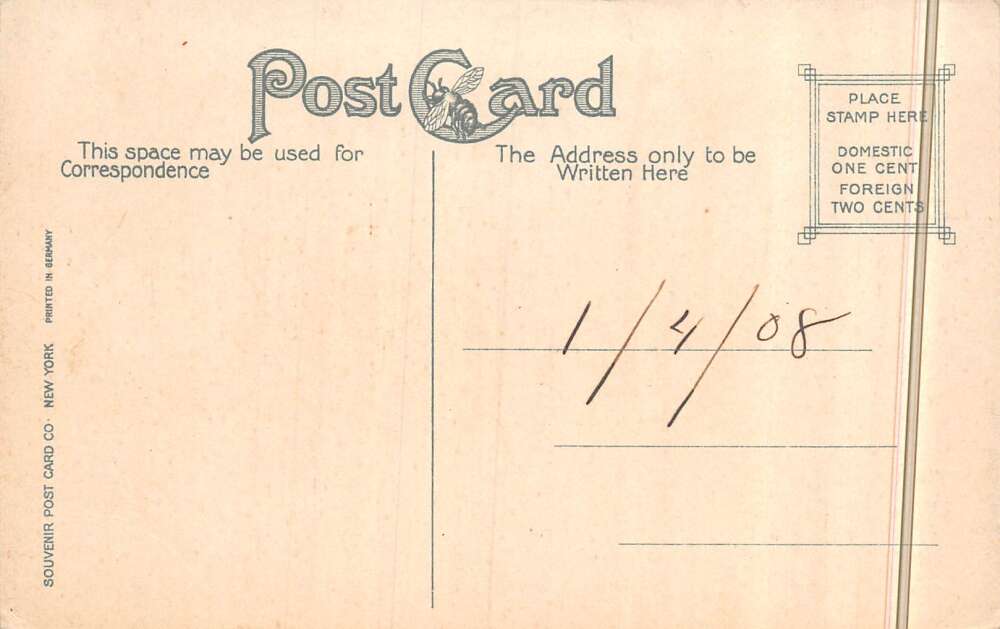 Post Card
This space may be used for
Correspondence
The Address only to be
Written Here
PLACE
STAMP HERE
DOMESTIC
ONE CENT
FOREIGN
TWO CENTS
1/4/08
SOUVENIR POST CARD CO· NEW YORK PRINTED IN GERMANY